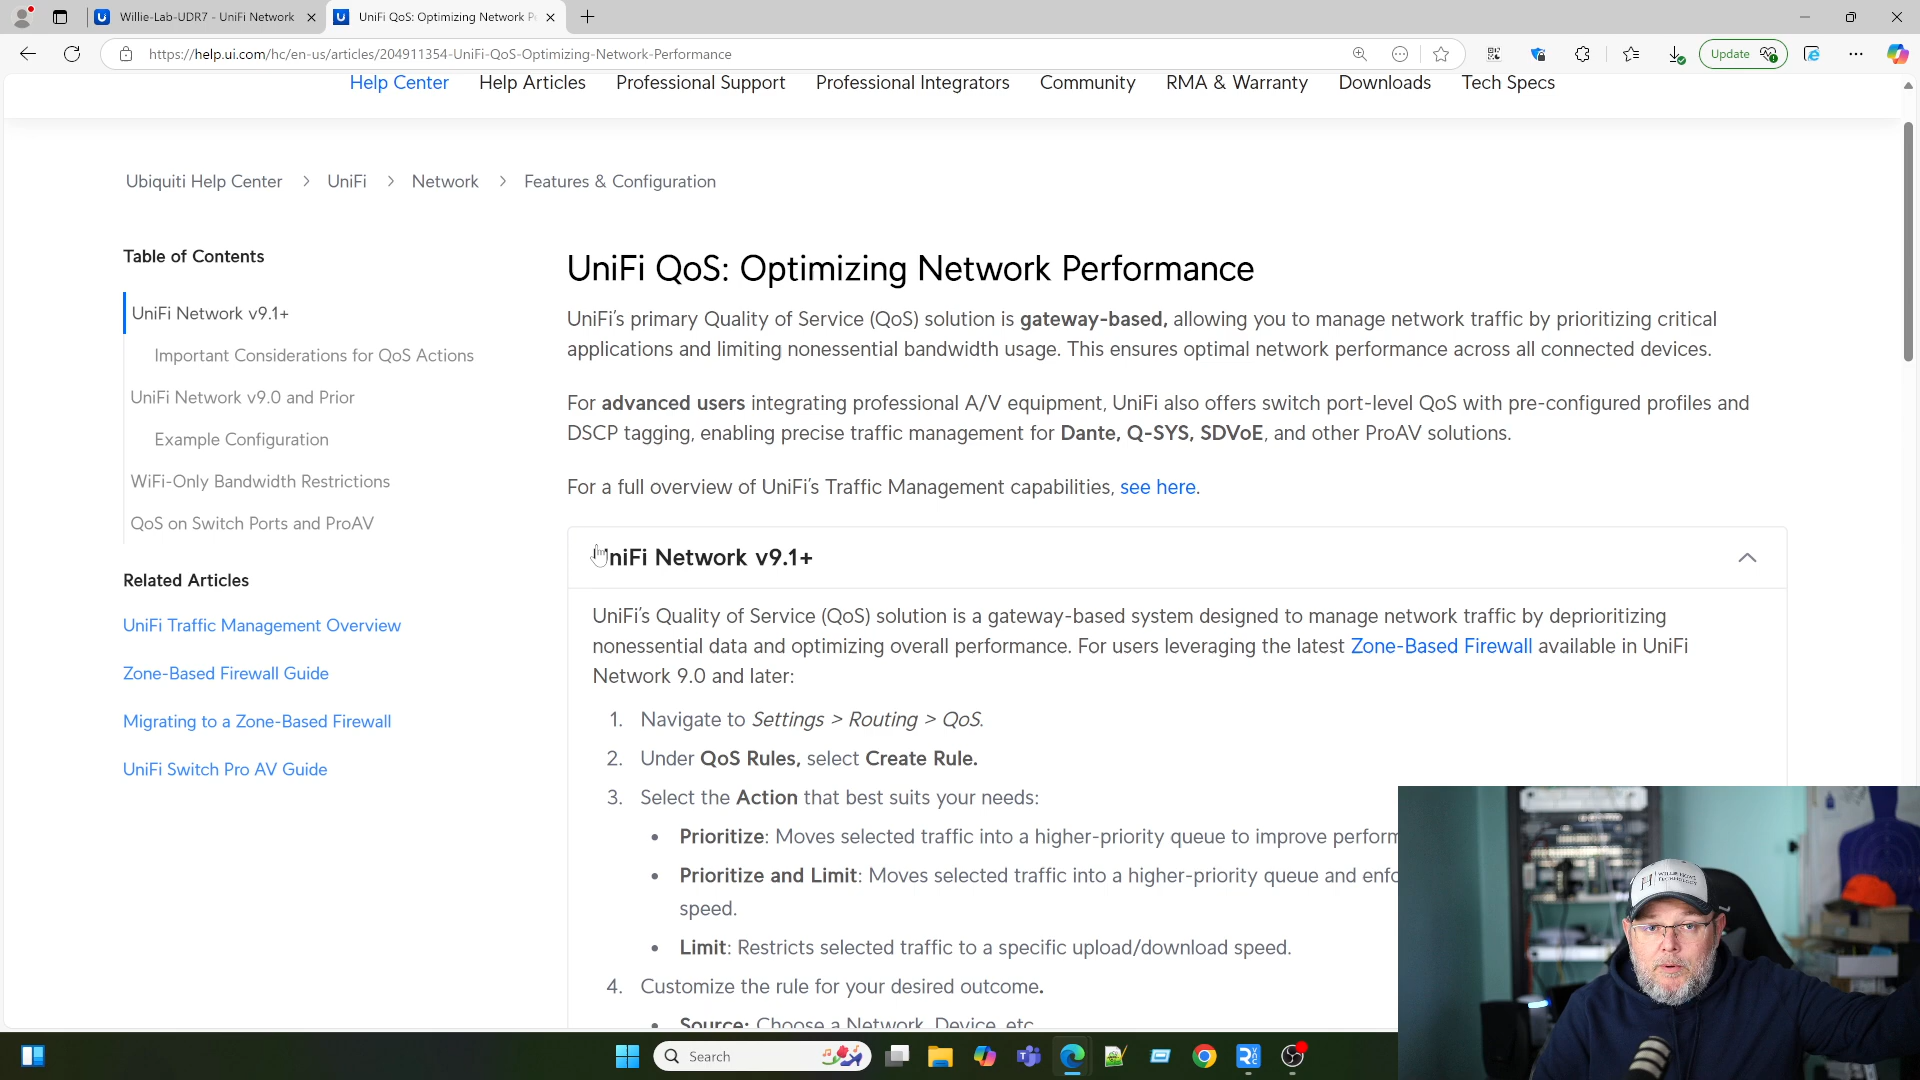 Willie-Lab-UDR7 - UniFi Network
UniFi QoS: Optimizing Network P
https://help.ui.com/hc/en-us/articles/204911354-UniFi-QoS-Optimizing-Network-Performance
Update
Help Center
Help Articles
Professional Support
Professional Integrators
Community
RMA & Warranty
Downloads
Tech Specs
Ubiquiti Help Center > UniFi > Network > Features & Configuration
Table of Contents
UniFi Network v9.1+
Important Considerations for QoS Actions
UniFi Network v9.0 and Prior
Example Configuration
WiFi-Only Bandwidth Restrictions
QoS on Switch Ports and ProAV
Related Articles
UniFi Traffic Management Overview
Zone-Based Firewall Guide
Migrating to a Zone-Based Firewall
UniFi Switch Pro AV Guide
UniFi QoS: Optimizing Network Performance
UniFi's primary Quality of Service (QoS) solution is gateway-based, allowing you to manage network traffic by prioritizing critical
applications and limiting nonessential bandwidth usage. This ensures optimal network performance across all connected devices.
For advanced users integrating professional A/V equipment, UniFi also offers switch port-level QoS with pre-configured profiles and
DSCP tagging, enabling precise traffic management for Dante, Q-SYS, SDVoE, and other ProAV solutions.
For a full overview of UniFi's Traffic Management capabilities, see here.
UniFi Network v9.1+
UniFi's Quality of Service (QoS) solution is a gateway-based system designed to manage network traffic by deprioritizing
nonessential data and optimizing overall performance. For users leveraging the latest Zone-Based Firewall available in UniFi
Network 9.0 and later:
1. Navigate to Settings > Routing > QoS.
2. Under QoS Rules, select Create Rule.
3. Select the Action that best suits your needs:
• Prioritize: Moves selected traffic into a higher-priority queue to improve perform
• Prioritize and Limit: Moves selected traffic into a higher-priority queue and enfo
speed.
• Limit: Restricts selected traffic to a specific upload/download speed.
4. Customize the rule for your desired outcome.
• Source: Choose a Network, Device, etc.
WILLIE HOWE
TECHNOLOGY
Search